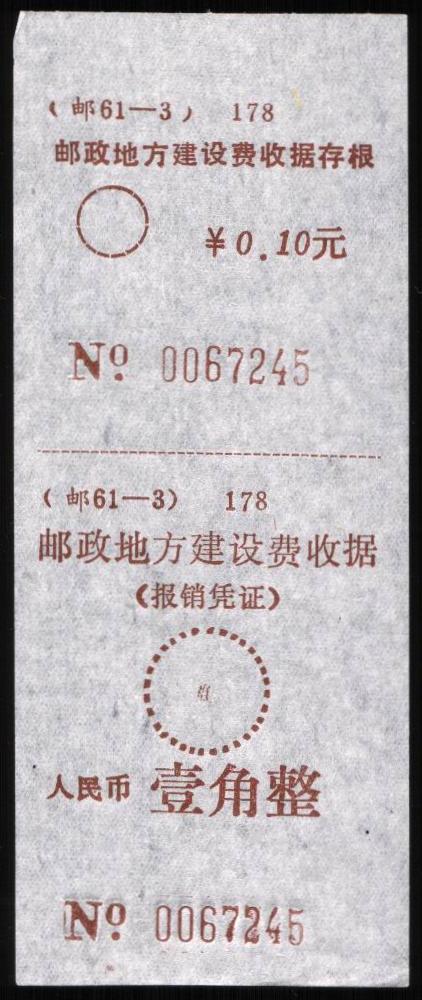 （邮61—3） 178
邮政地方建设费收据存根
￥0.10元
Nº 0067245
（邮61—3） 178
邮政地方建设费收据
（报销凭证）
人民币 壹角整
Nº 0067245